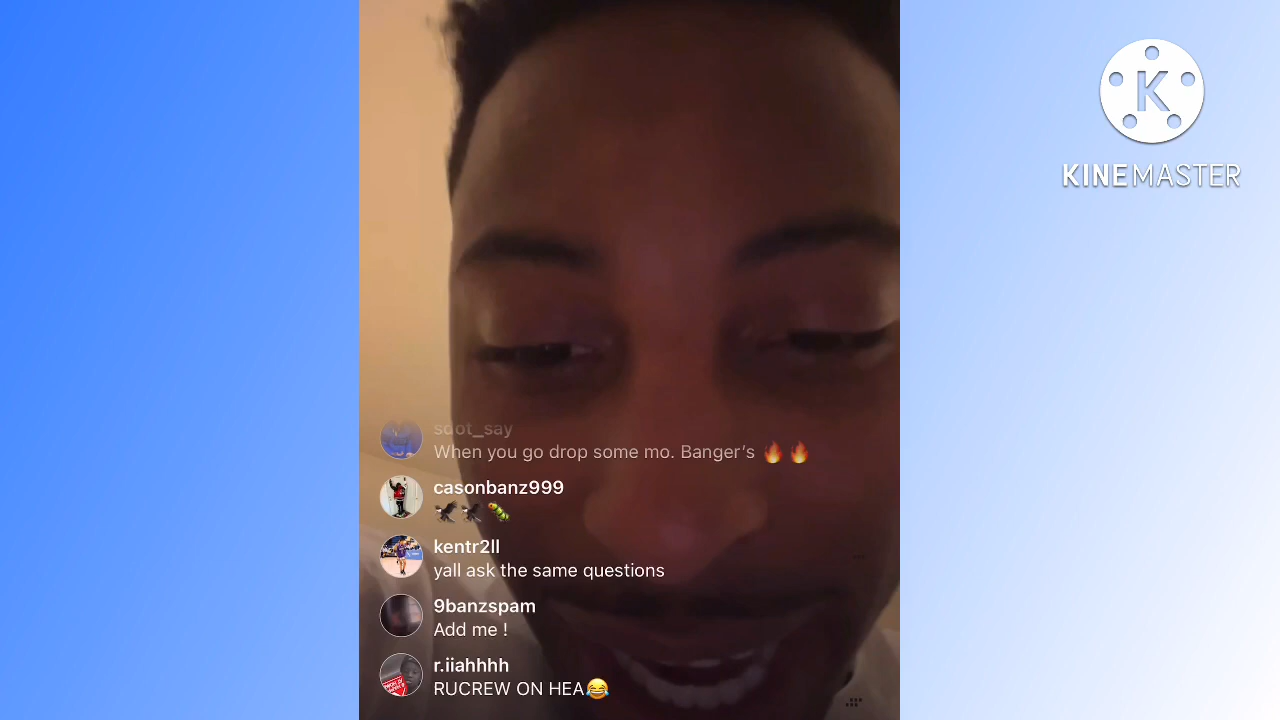 K
KINEMASTER
sdot_say
When you go drop some mo. Banger's 🔥🔥
casonbanz999
🦅🦅🐛
kentr2ll
yall ask the same questions
9banzspam
Add me !
r.iiahhhh
RUCREW ON HEA😂